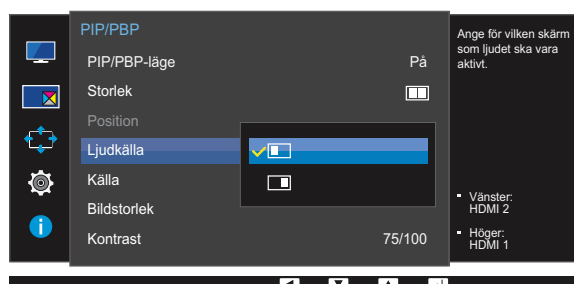 PIP/PBP
PIP/PBP-läge På
Storlek
Position
Ljudkälla
Källa
Bildstorlek
Kontrast 75/100
Ange för vilken skärm
som ljudet ska vara
aktivt.
Vänster:
HDMI 2
Höger:
HDMI 1